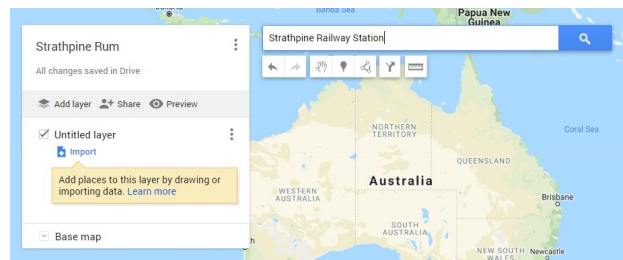 Banda Sea
Papua New
Guinea
Strathpine Rum
All changes saved in Drive
Add layer Share Preview
Untitled layer
Import
Add places to this layer by drawing or
importing data. Learn more
Base map
Strathpine Railway Station
NORTHERN
TERRITORY
Coral Sea
QUEENSLAND
Australia
WESTERN
AUSTRALIA
Brisbane
SOUTH
AUSTRALIA
NEW SOUTH
WALES
Newcastle